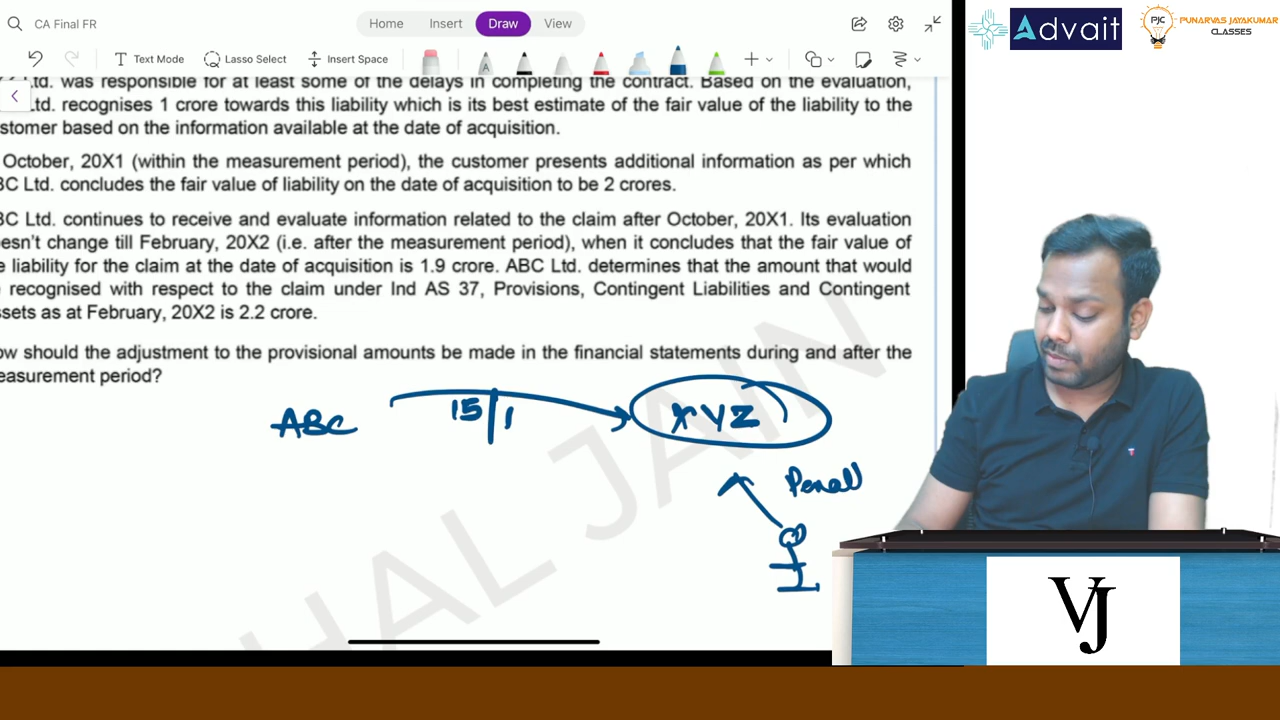 CA Final FR
Home Insert Draw View
Advait
PJC PUNARVAS JAYAKUMAR CLASSES
Text Mode Lasso Select Insert Space
Ltd. was responsible for at least some of the delays in completing the contract. Based on the evaluation,
Ltd. recognises 1 crore towards this liability which is its best estimate of the fair value of the liability to the
stomer based on the information available at the date of acquisition.
October, 20X1 (within the measurement period), the customer presents additional information as per which
BC Ltd. concludes the fair value of liability on the date of acquisition to be 2 crores.
BC Ltd. continues to receive and evaluate information related to the claim after October, 20X1. Its evaluation
esn't change till February, 20X2 (i.e. after the measurement period), when it concludes that the fair value of
e liability for the claim at the date of acquisition is 1.9 crore. ABC Ltd. determines that the amount that would
recognised with respect to the claim under Ind AS 37, Provisions, Contingent Liabilities and Contingent
ssets as at February, 20X2 is 2.2 crore.
ow should the adjustment to the provisional amounts be made in the financial statements during and after the
easurement period?
ABC 15/1 XYZ
HAL JAIN
VJ